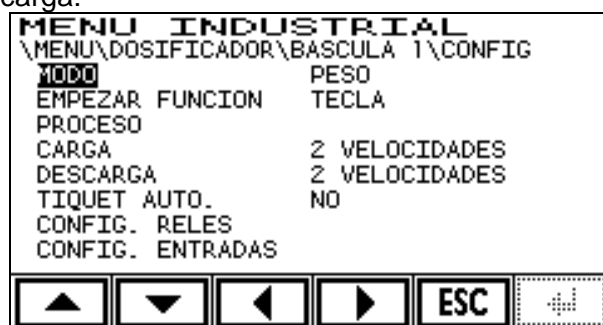 carga.
MENU INDUSTRIAL
\MENU\DOSIFICADOR\BASCULA 1\CONFIG
MODO PESO
EMPEZAR FUNCION TECLA
PROCESO
CARGA 2 VELOCIDADES
DESCARGA 2 VELOCIDADES
TIQUET AUTO. NO
CONFIG. RELES
CONFIG. ENTRADAS
ESC